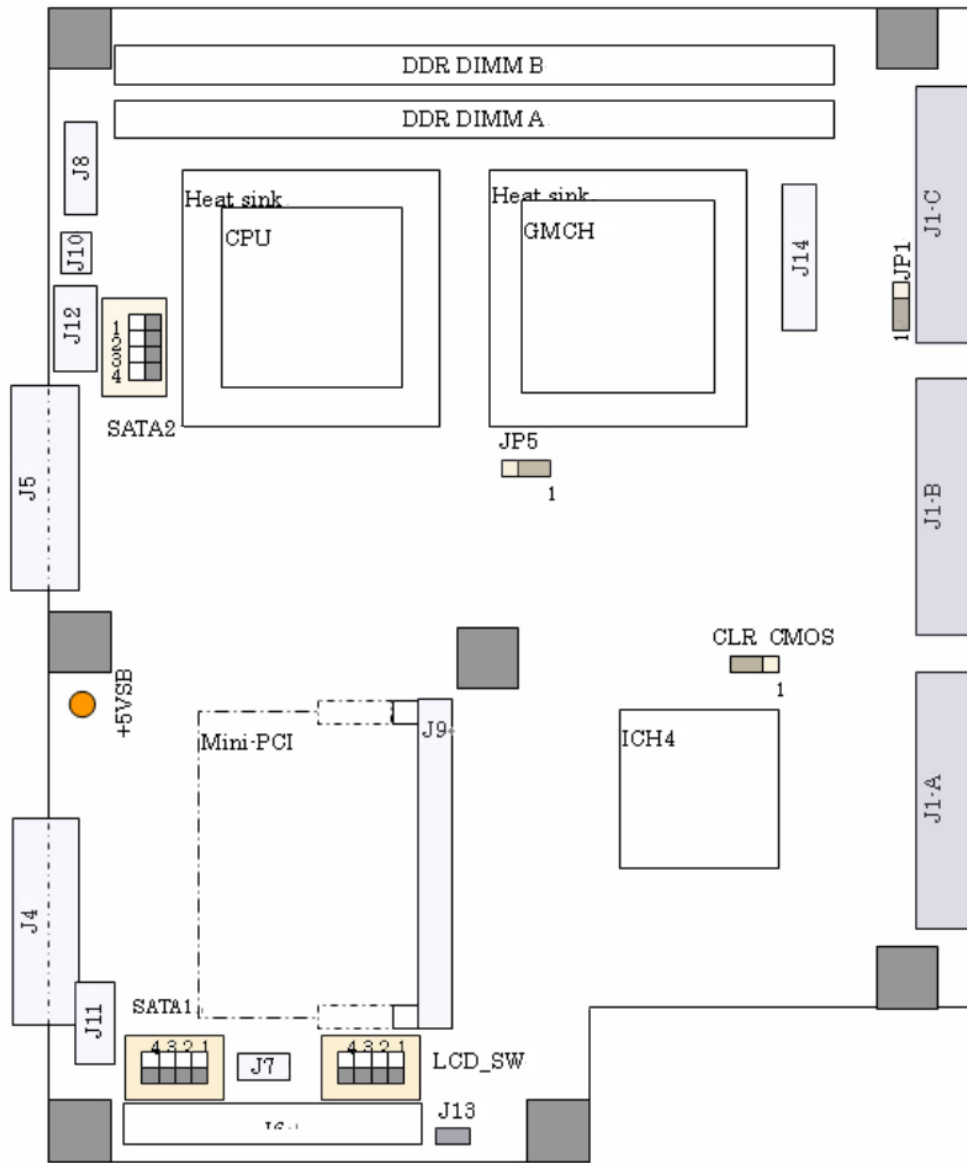 DDR DIMM B
DDR DIMM A
J8
Heat sink
Heat sink
J1-C
CPU
GMCH
J10
J14
JP1
J12
1
2
3
4
1
SATA2
JP5
1
J5
J1-B
CLR CMOS
1
+5VSB
J9
Mini-PCI
ICH4
J1-A
J4
J11
SATA1
4 3 2 1
4 3 2 1
J7
LCD_SW
J13